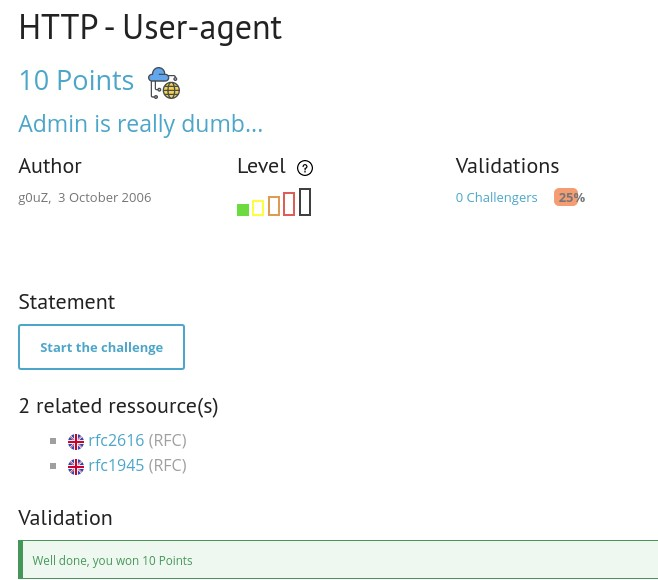 HTTP - User-agent
10 Points
Admin is really dumb...
Author Level ? Validations
g0uZ, 3 October 2006 0 Challengers 25%
Statement
Start the challenge
2 related ressource(s)
rfc2616 (RFC)
rfc1945 (RFC)
Validation
Well done, you won 10 Points